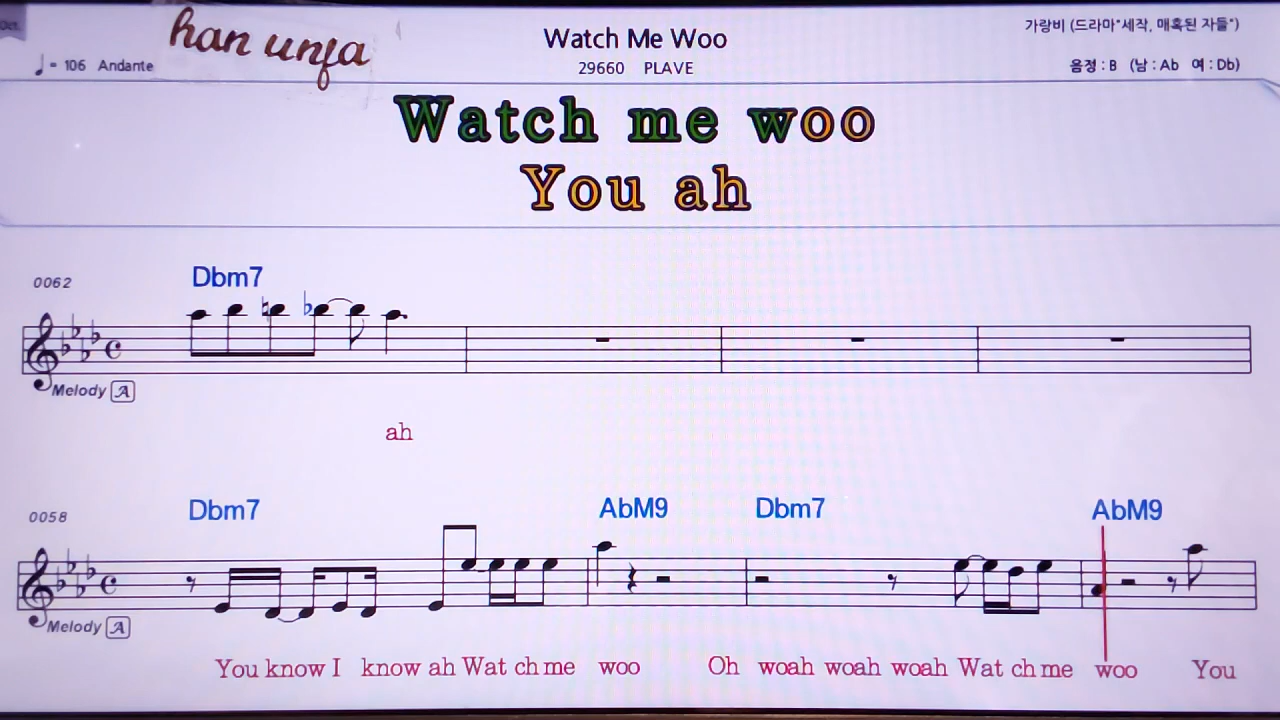 Oct.
han unfa
Watch Me Woo
가랑비 (드라마"세작, 매혹된 자들")
= 106 Andante
29660 PLAVE
음정 : B (남 : Ab 여 : Db)
Watch me woo
You ah
0062
Dbm7
Melody A
ah
0058
Dbm7 AbM9 Dbm7 AbM9
Melody A
You know I know ah Wat ch me woo Oh woah woah woah Wat ch me woo You